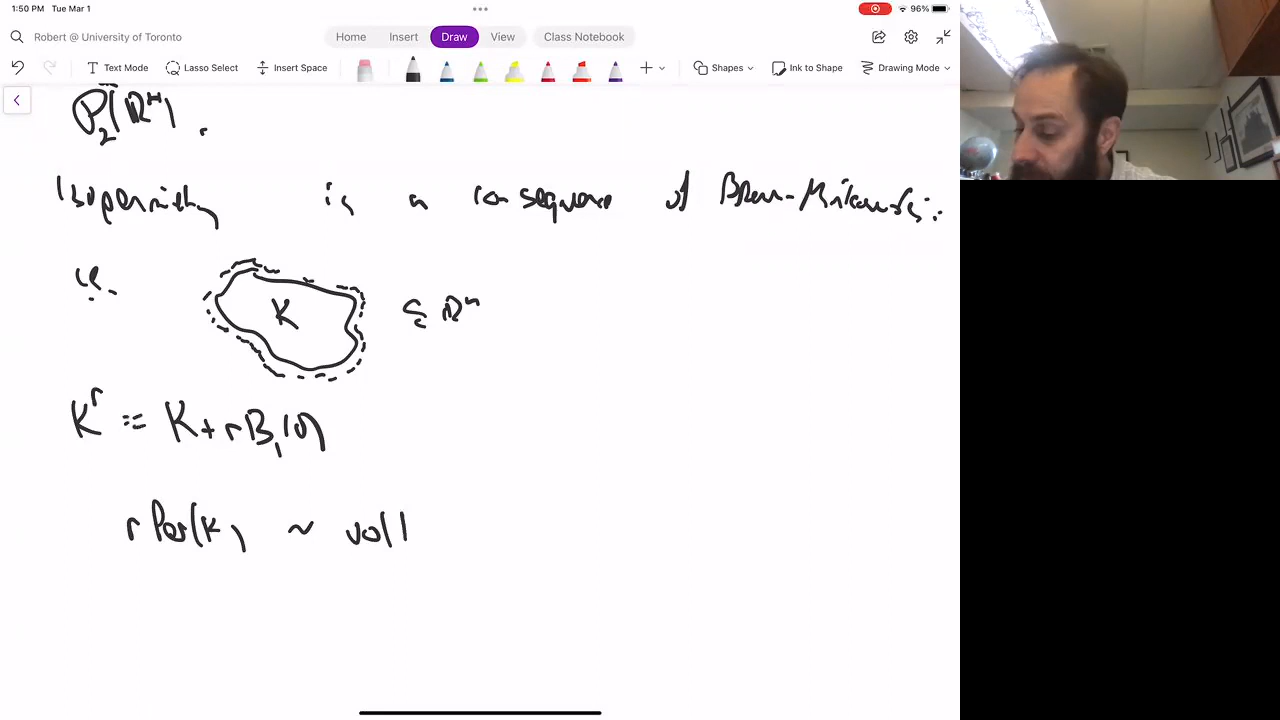 1:50 PM Tue Mar 1
96%
Robert @ University of Toronto
Home Insert Draw View Class Notebook
Text Mode Lasso Select Insert Space Shapes Ink to Shape Drawing Mode
P₂(ℝⁿ).
Isoperimetry is a consequence of Brunn-Minkowski:
K ⊆ ℝⁿ
Kʳ := K + rB₁(0)
r Per(K) ~ vol(